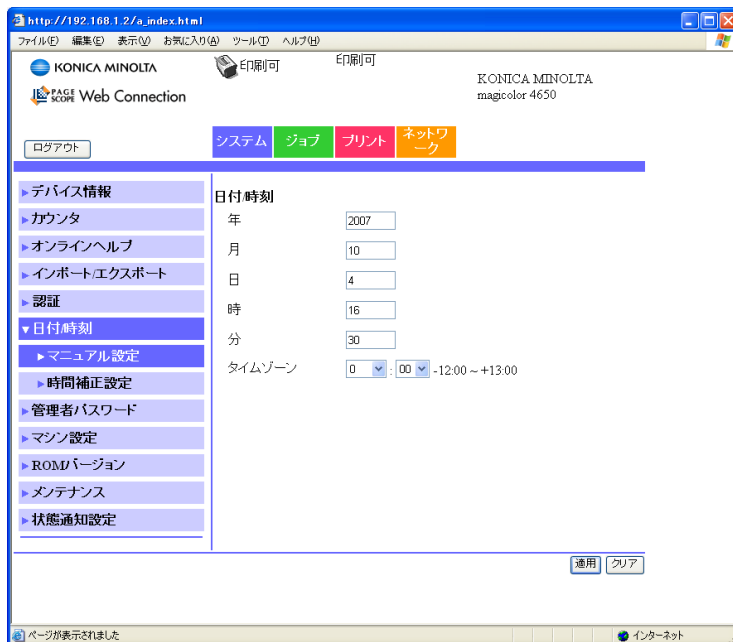 http://192.168.1.2/a_index.html
ファイル(F) 編集(E) 表示(V) お気に入り(A) ツール(T) ヘルプ(H)
KONICA MINOLTA
印刷可
印刷可
KONICA MINOLTA
magicolor 4650
PAGE SCOPE Web Connection
ログアウト
システム
ジョブ
プリント
ネットワ
ーク
デバイス情報
カウンタ
オンラインヘルプ
インポート/エクスポート
認証
日付/時刻
マニュアル設定
時間補正設定
管理者パスワード
マシン設定
ROMバージョン
メンテナンス
状態通知設定
日付/時刻
年 2007
月 10
日 4
時 16
分 30
タイムゾーン 0 : 00 -12:00 ~ +13:00
適用 クリア
ページが表示されました
インターネット